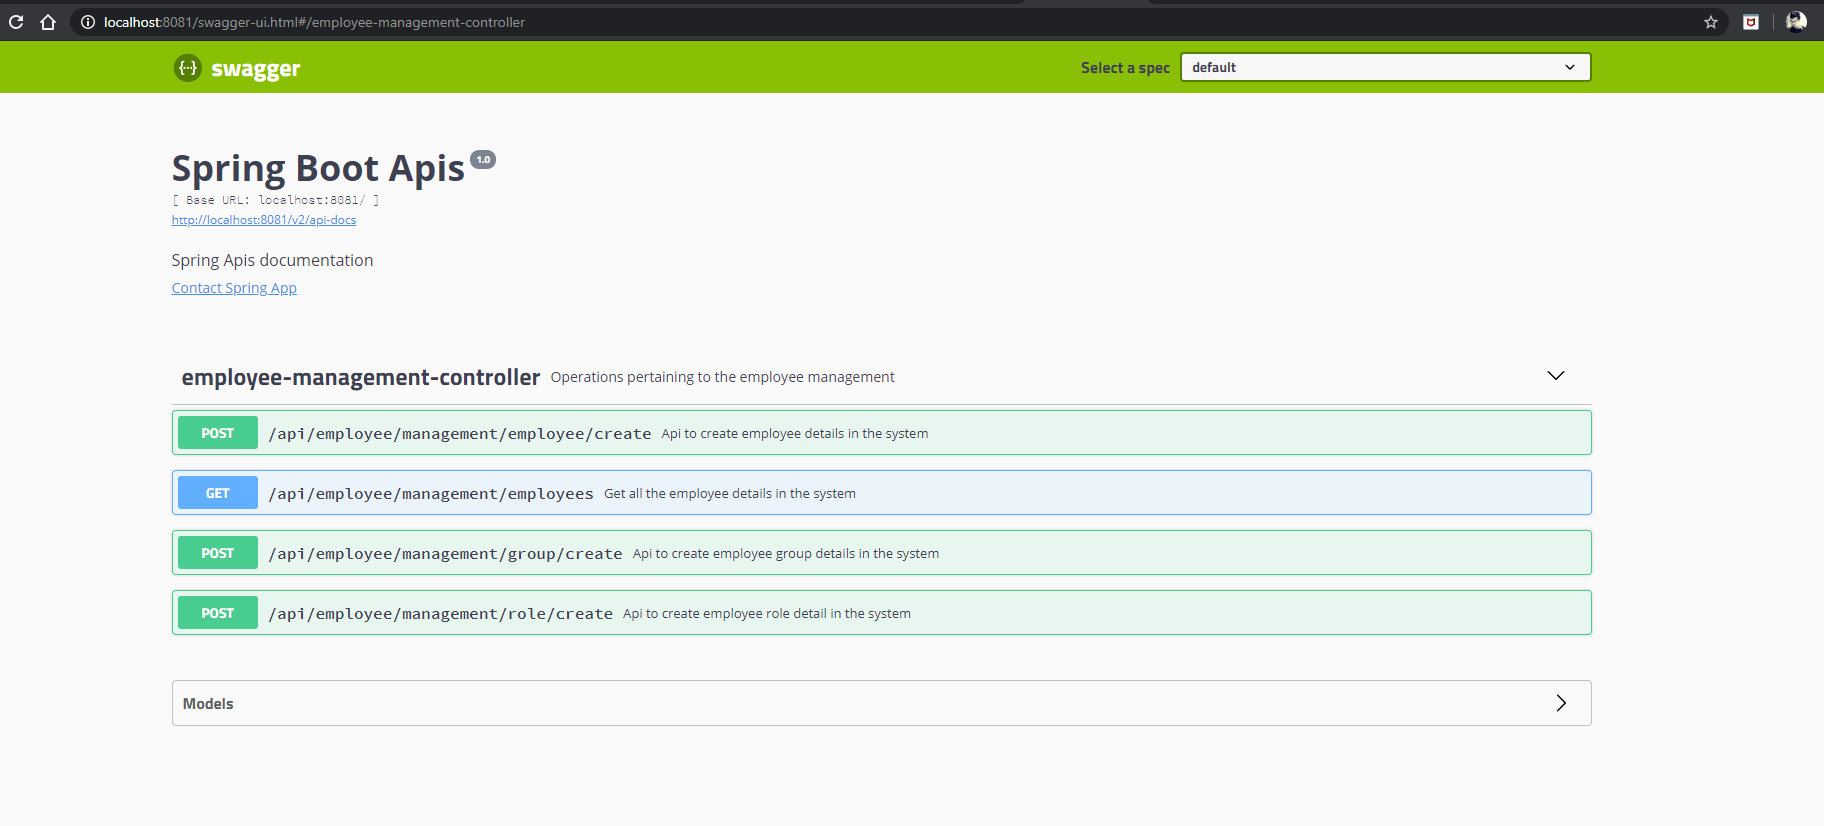 localhost:8081/swagger-ui.html#/employee-management-controller
{...} swagger
Select a spec
default
Spring Boot Apis 1.0
[ Base URL: localhost:8081/ ]
http://localhost:8081/v2/api-docs
Spring Apis documentation
Contact Spring App
employee-management-controller Operations pertaining to the employee management
POST /api/employee/management/employee/create Api to create employee details in the system
GET /api/employee/management/employees Get all the employee details in the system
POST /api/employee/management/group/create Api to create employee group details in the system
POST /api/employee/management/role/create Api to create employee role detail in the system
Models